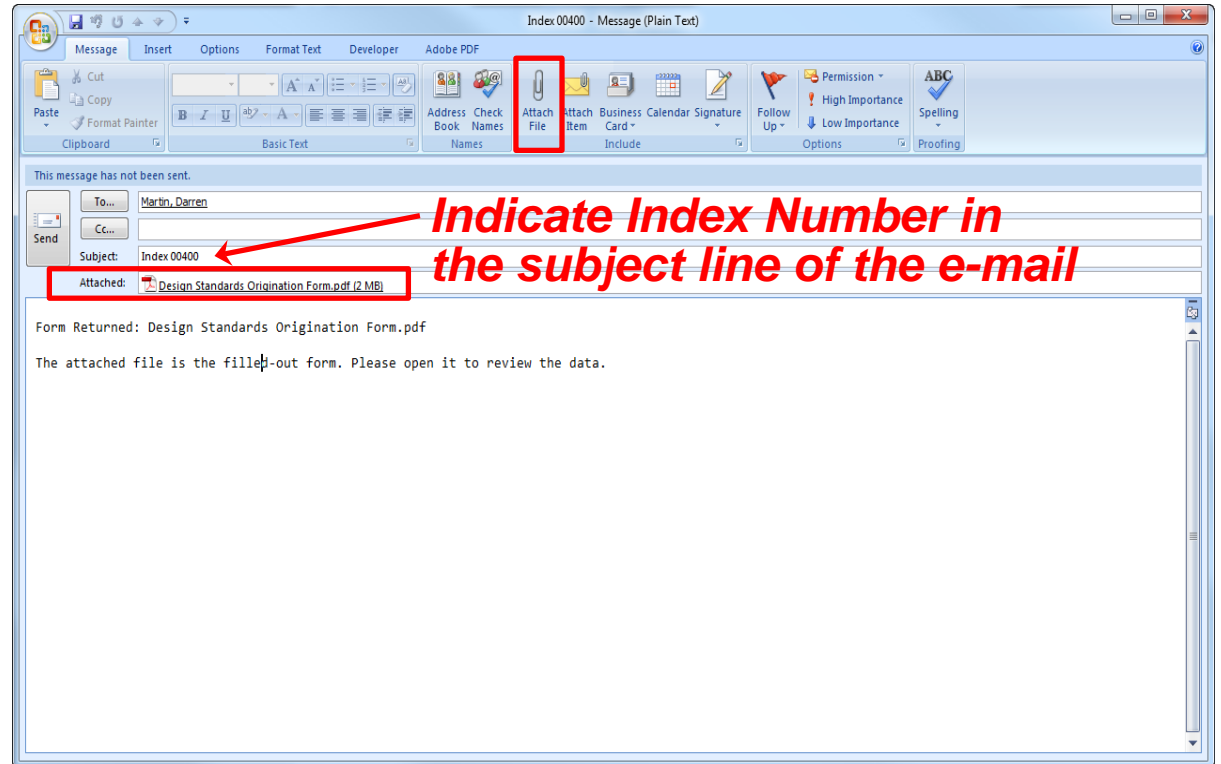 Index 00400 - Message (Plain Text)
Message Insert Options Format Text Developer Adobe PDF
Paste
Cut
Copy
Format Painter
Clipboard
B I U ab A
Basic Text
Address Book
Check Names
Names
Attach File
Attach Item
Business Card
Calendar
Signature
Include
Follow Up
Permission
High Importance
Low Importance
Options
ABC
Spelling
Proofing
This message has not been sent.
Send
To... Martin, Darren
Cc...
Subject: Index 00400
Attached: Design Standards Origination Form.pdf (2 MB)
Indicate Index Number in
the subject line of the e-mail
Form Returned: Design Standards Origination Form.pdf
The attached file is the filled-out form. Please open it to review the data.